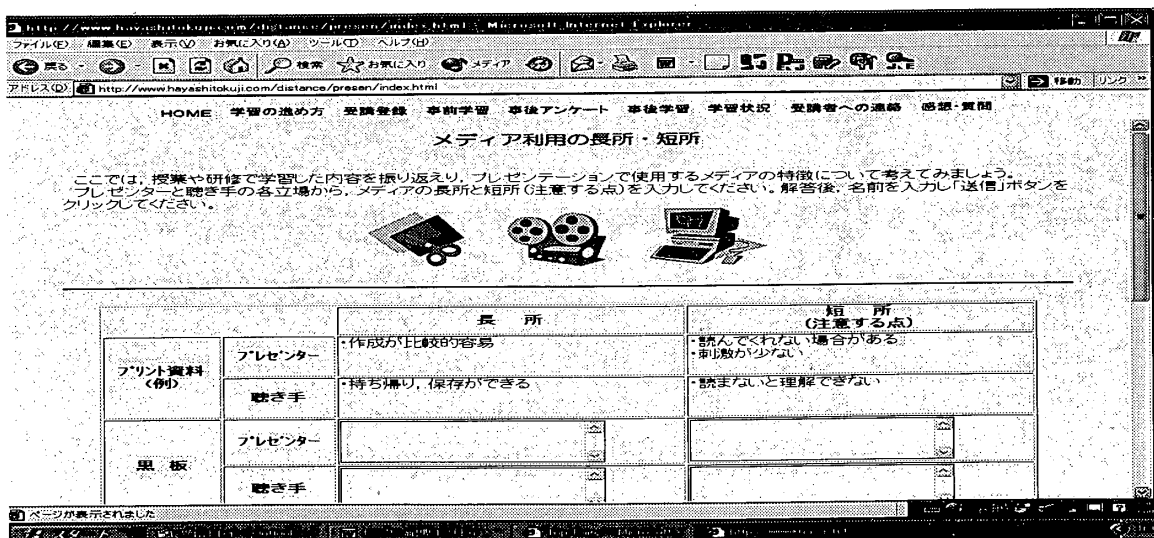 http://www.hayashitokuji.com/distance/presen/index.html - Microsoft Internet Explorer
ファイル(F) 編集(E) 表示(V) お気に入り(A) ツール(T) ヘルプ(H)
戻る 検索 お気に入り メディア
アドレス(D) http://www.hayashitokuji.com/distance/presen/index.html 移動 リンク »
HOME 学習の進め方 受講登録 事前学習 事後アンケート 事後学習 学習状況 受講者への連絡 感想・質問
メディア利用の長所・短所
ここでは，授業や研修で学習した内容を振り返えり，プレゼンテーションで使用するメディアの特徴について考えてみましょう。
プレゼンターと聴き手の各立場から，メディアの長所と短所(注意する点)を入力してください。解答後，名前を入力し「送信」ボタンを
クリックしてください。
長 所 短 所
(注意する点)
プリント資料
(例)
プレゼンター
・作成が比較的容易
・読んでくれない場合がある
・刺激が少ない
聴き手
・持ち帰り，保存ができる
・読まないと理解できない
黒 板
プレゼンター
聴き手
ページが表示されました
スタート